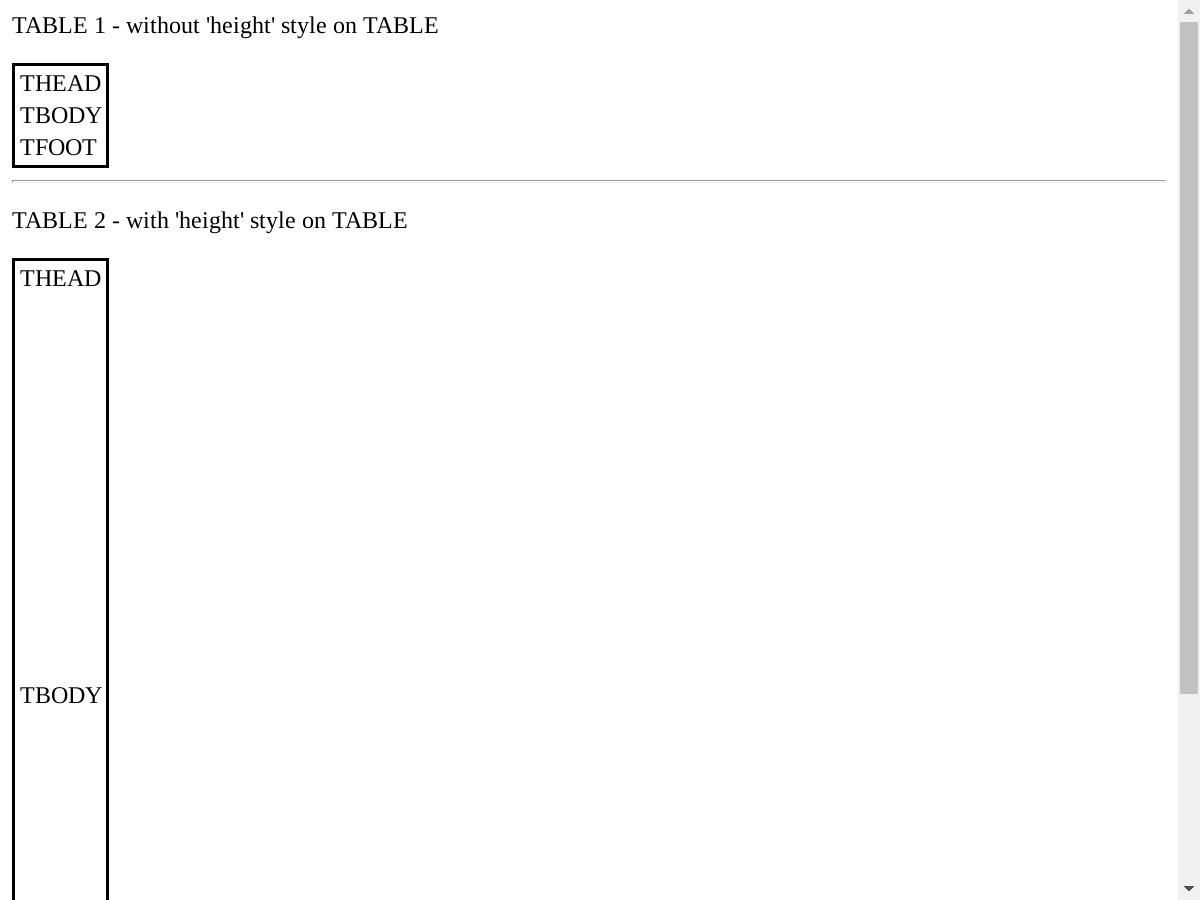 TABLE 1 - without 'height' style on TABLE
THEAD
TBODY
TFOOT
TABLE 2 - with 'height' style on TABLE
THEAD
TBODY